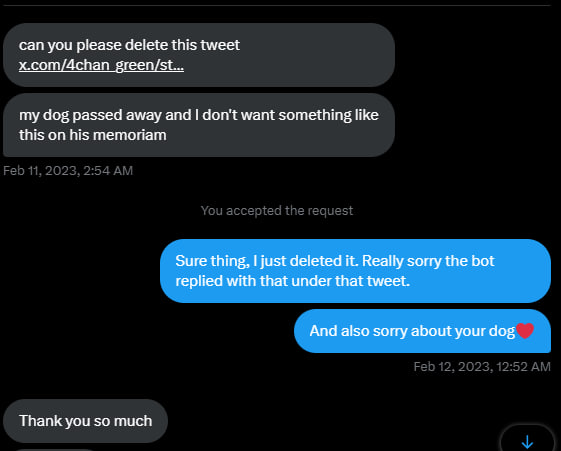 can you please delete this tweet
x.com/4chan_green/st...
my dog passed away and I don't want something like
this on his memoriam
Feb 11, 2023, 2:54 AM
You accepted the request
Sure thing, I just deleted it. Really sorry the bot
replied with that under that tweet.
And also sorry about your dog❤️
Feb 12, 2023, 12:52 AM
Thank you so much